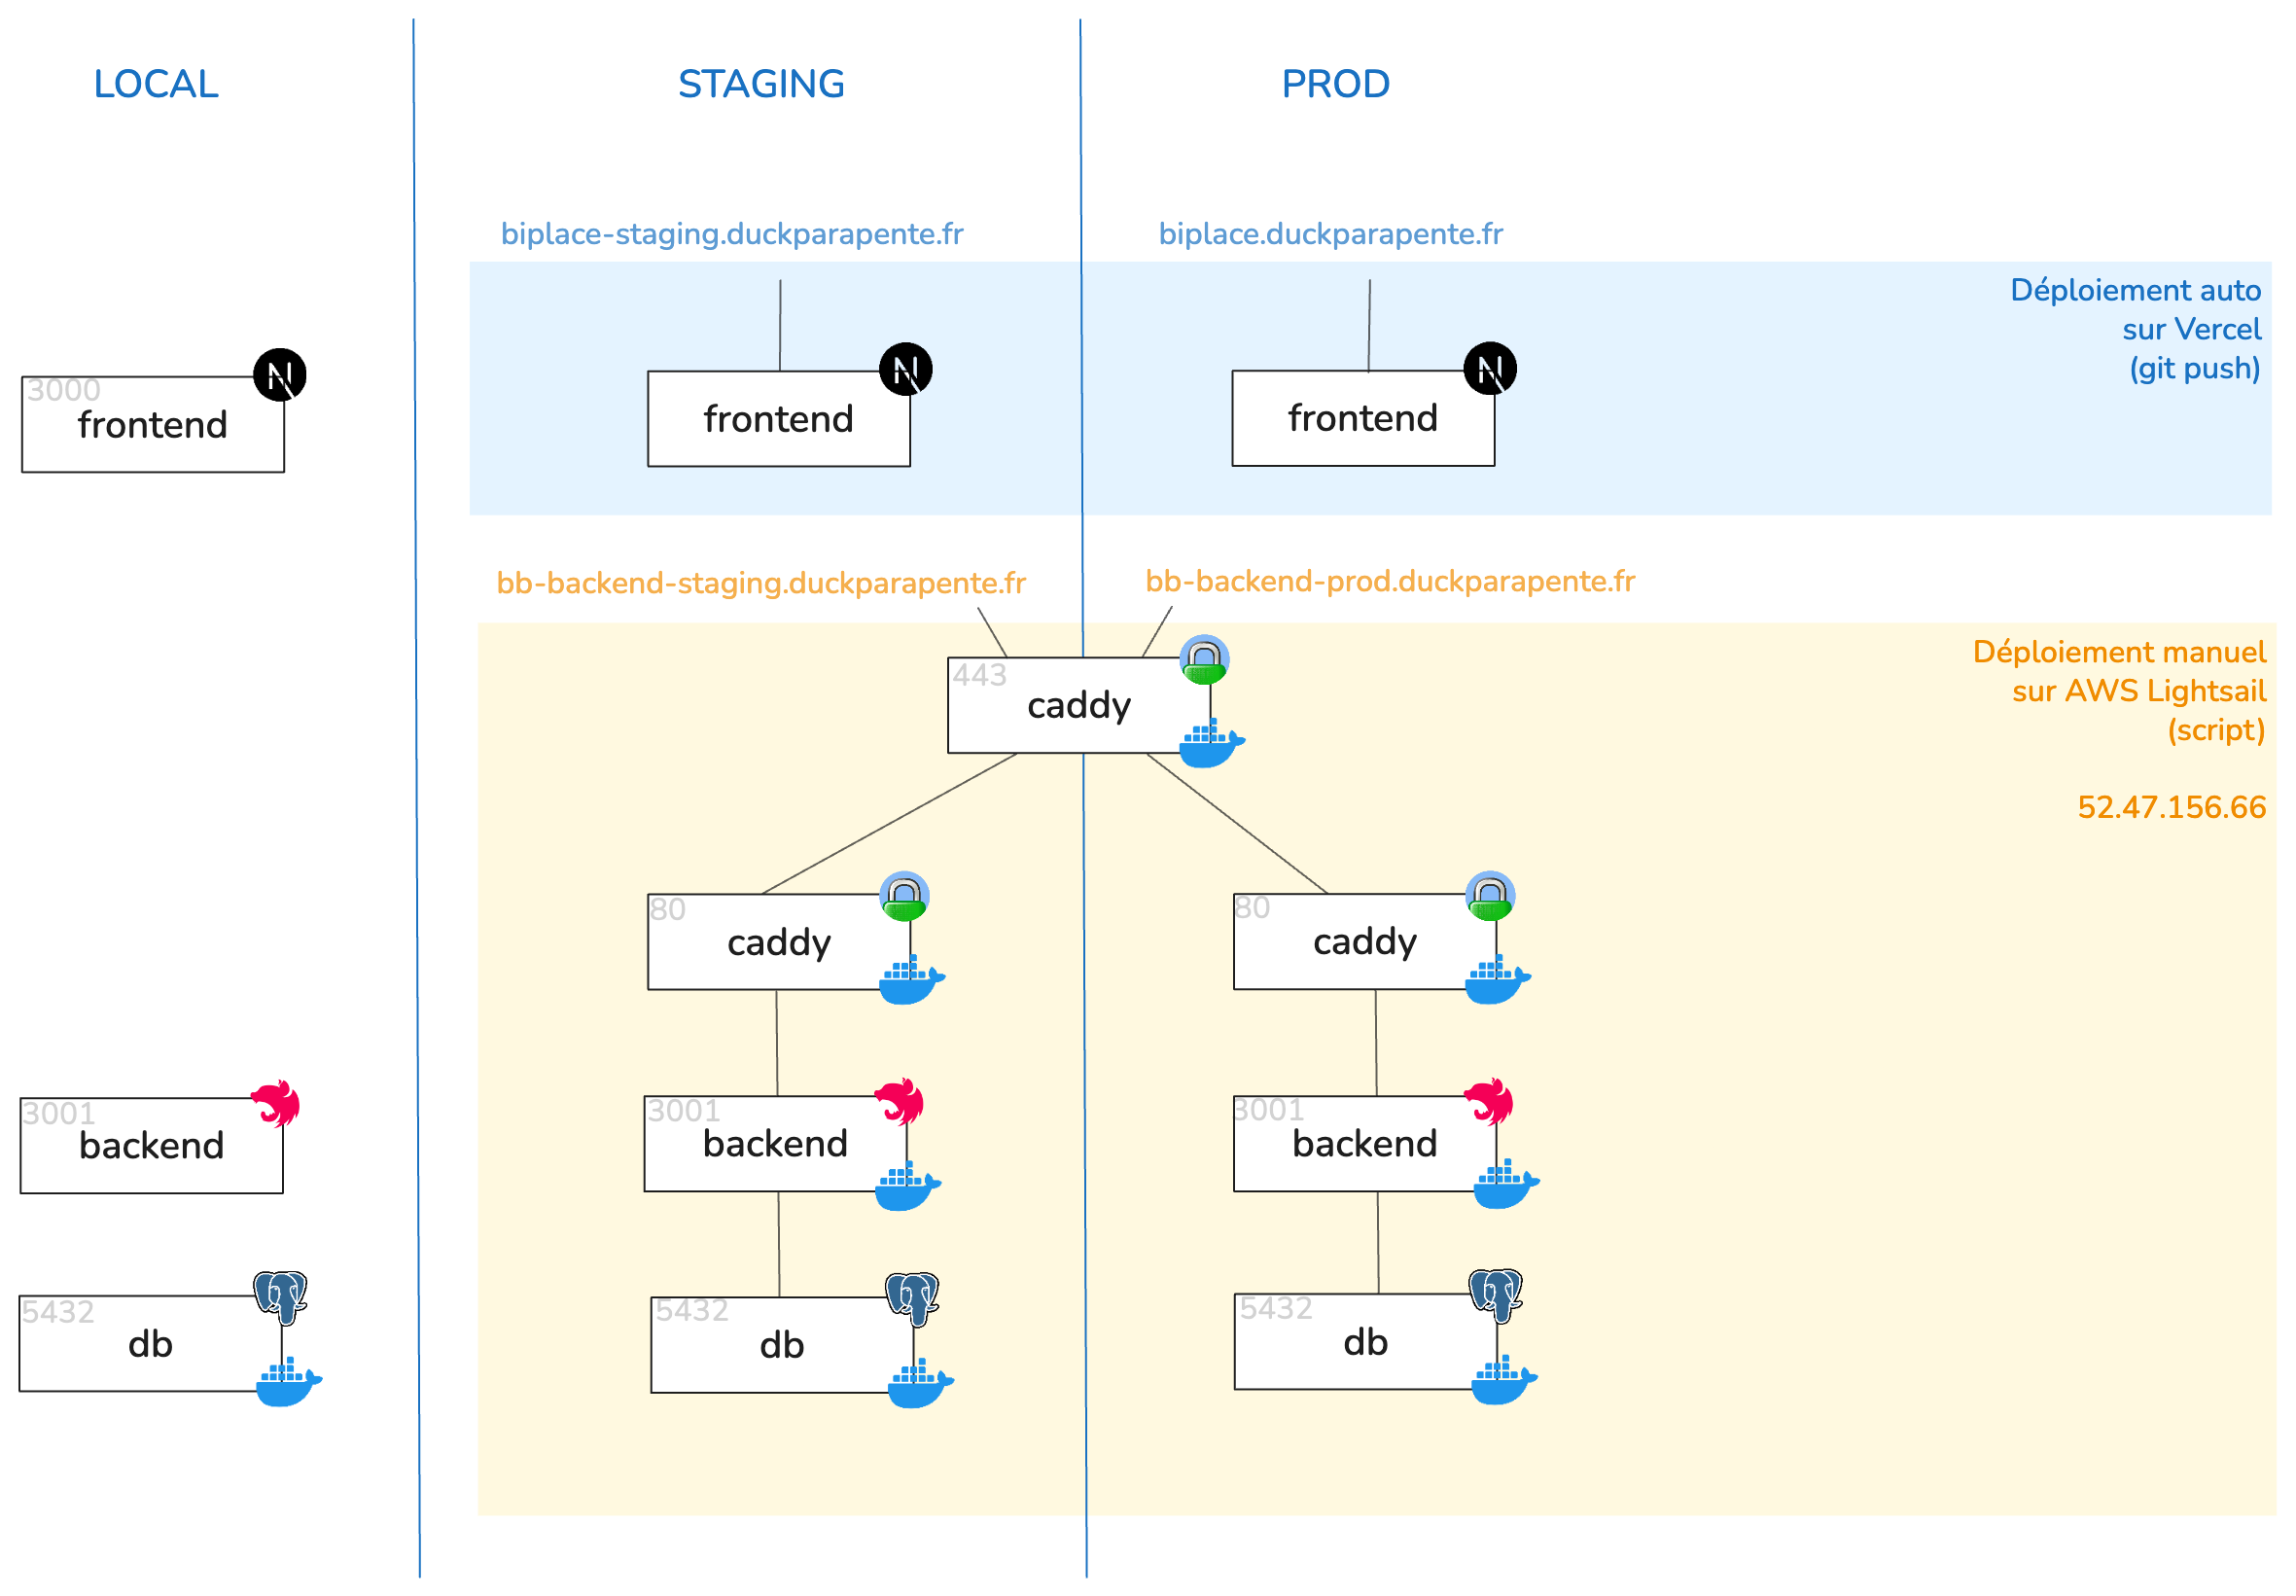 LOCAL
STAGING
PROD
biplace-staging.duckparapente.fr
biplace.duckparapente.fr
Déploiement auto
sur Vercel
(git push)
3000
frontend
frontend
frontend
bb-backend-staging.duckparapente.fr
bb-backend-prod.duckparapente.fr
Déploiement manuel
sur AWS Lightsail
(script)
52.47.156.66
443
caddy
80
caddy
80
caddy
3001
backend
3001
backend
3001
backend
5432
db
5432
db
5432
db